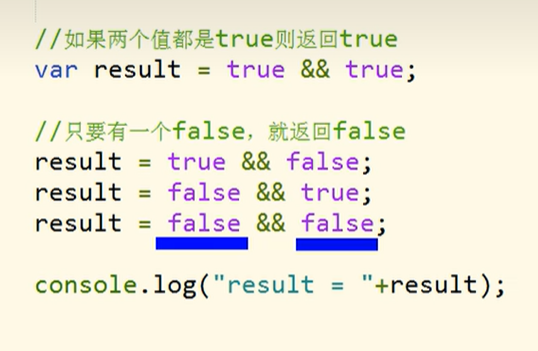 //如果两个值都是true则返回true
var result = true && true;
//只要有一个false，就返回false
result = true && false;
result = false && true;
result = false && false;
console.log("result = "+result);